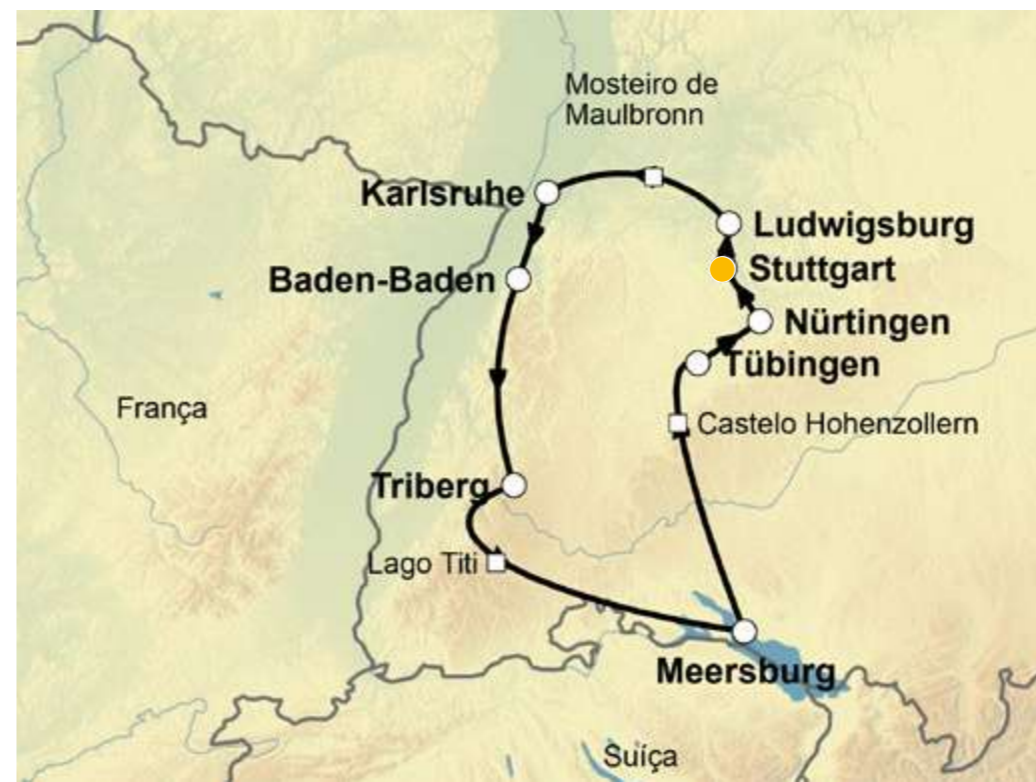 Mosteiro de
Maulbronn
Karlsruhe
Ludwigsburg
Stuttgart
Baden-Baden
Nürtingen
Tübingen
França
Castelo Hohenzollern
Triberg
Lago Titi
Meersburg
Suíça